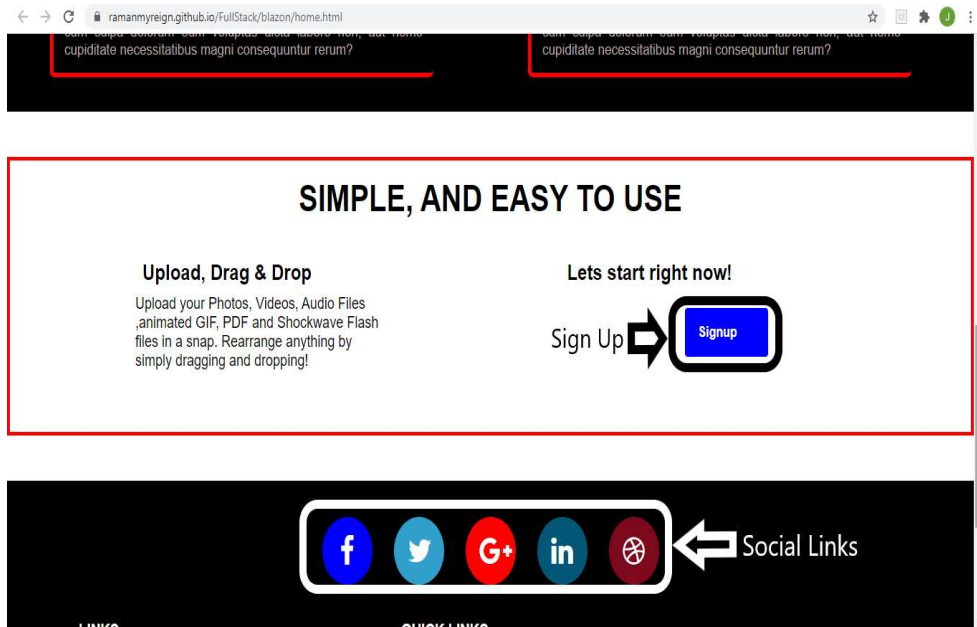 ramanmyreign.github.io/FullStack/blazon/home.html
J
cupiditate necessitatibus magni consequuntur rerum?
cupiditate necessitatibus magni consequuntur rerum?
SIMPLE, AND EASY TO USE
Upload, Drag & Drop
Upload your Photos, Videos, Audio Files
,animated GIF, PDF and Shockwave Flash
files in a snap. Rearrange anything by
simply dragging and dropping!
Lets start right now!
Sign Up
Signup
f
G+
in
Social Links
LINKS
QUICK LINKS